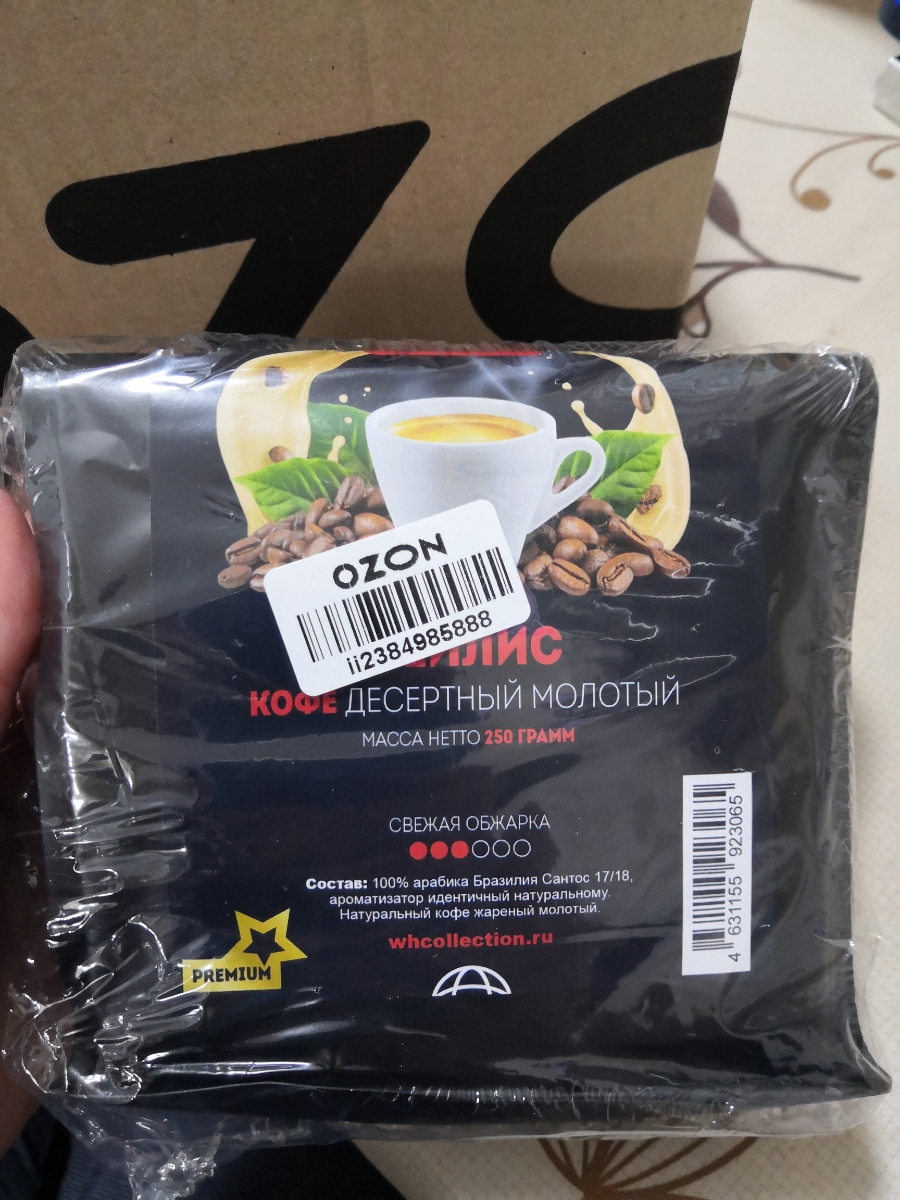 OZON
ii2384985888
КОФЕ ДЕСЕРТНЫЙ МОЛОТЫЙ
МАССА НЕТТО 250 ГРАММ
СВЕЖАЯ ОБЖАРКА
Состав: 100% арабика Бразилия Сантос 17/18,
ароматизатор идентичный натуральному.
Натуральный кофе жареный молотый.
whcollection.ru
PREMIUM
4 631155 923065